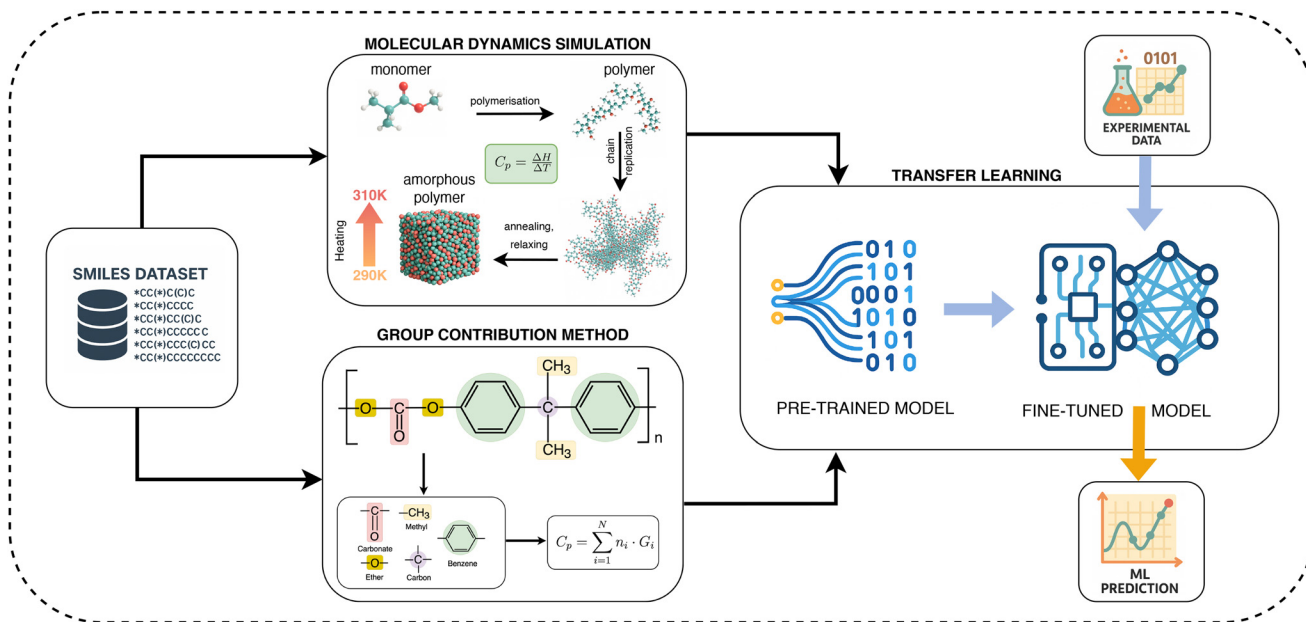 MOLECULAR DYNAMICS SIMULATION
monomer
polymerisation
polymer
chain
replication
C_p = ΔH/ΔT
310K
Heating
290K
amorphous
polymer
annealing,
relaxing
SMILES DATASET
*CC(*)C(C)C
*CC(*)CCCC
*CC(*)CC(C)C
*CC(*)CCCCC C
*CC(*)CCC(C)CC
*CC(*)CCCCCCCC
GROUP CONTRIBUTION METHOD
CH₃
O
C
O
C
O
CH₃
n
C
O
Carbonate
CH₃
Methyl
O
Ether
C
Carbon
Benzene
C_p = ∑_{i=1}^{N} n_i · G_i
0101
EXPERIMENTAL
DATA
TRANSFER LEARNING
010
101
0001
1010
101
010
PRE-TRAINED MODEL
FINE-TUNED MODEL
ML
PREDICTION